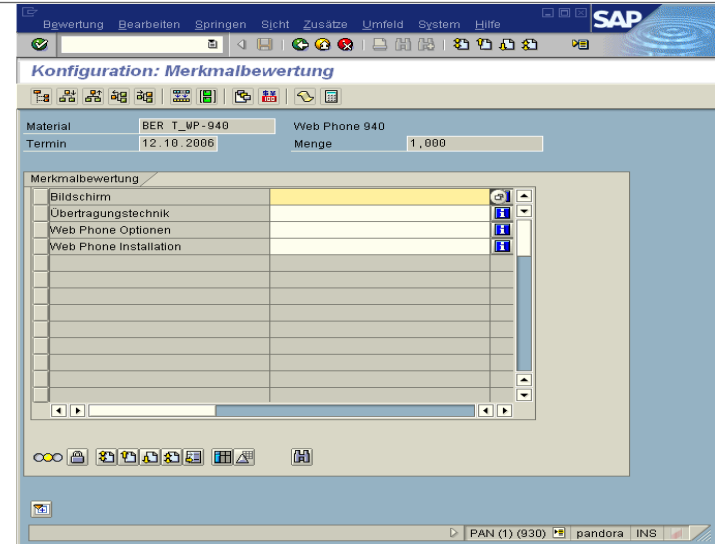 Bewertung Bearbeiten Springen Sicht Zusätze Umfeld System Hilfe
SAP
Konfiguration: Merkmalbewertung
Material BER T_WP-940 Web Phone 940
Termin 12.10.2006 Menge 1,000
Merkmalbewertung
Bildschirm
Übertragungstechnik
Web Phone Optionen
Web Phone Installation
PAN (1) (930) pandora INS